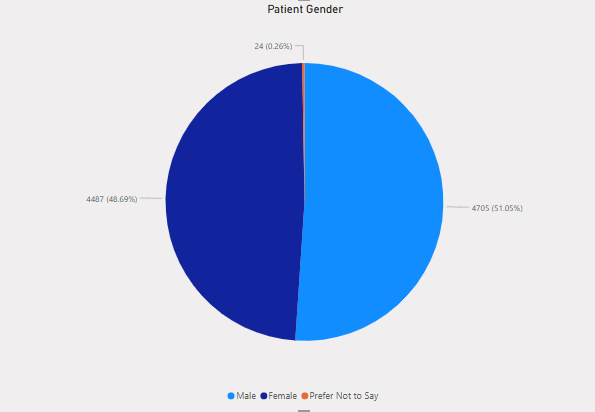 Patient Gender
24 (0.26%)
4487 (48.69%)
4705 (51.05%)
Male Female Prefer Not to Say